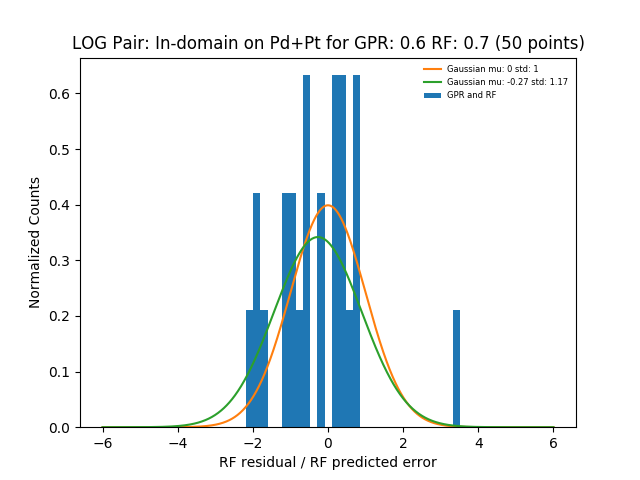 LOG Pair: In-domain on Pd+Pt for GPR: 0.6 RF: 0.7 (50 points)
Gaussian mu: 0 std: 1
Gaussian mu: -0.27 std: 1.17
GPR and RF
Normalized Counts
0.6
0.5
0.4
0.3
0.2
0.1
0.0
−6
−4
−2
0
2
4
6
RF residual / RF predicted error